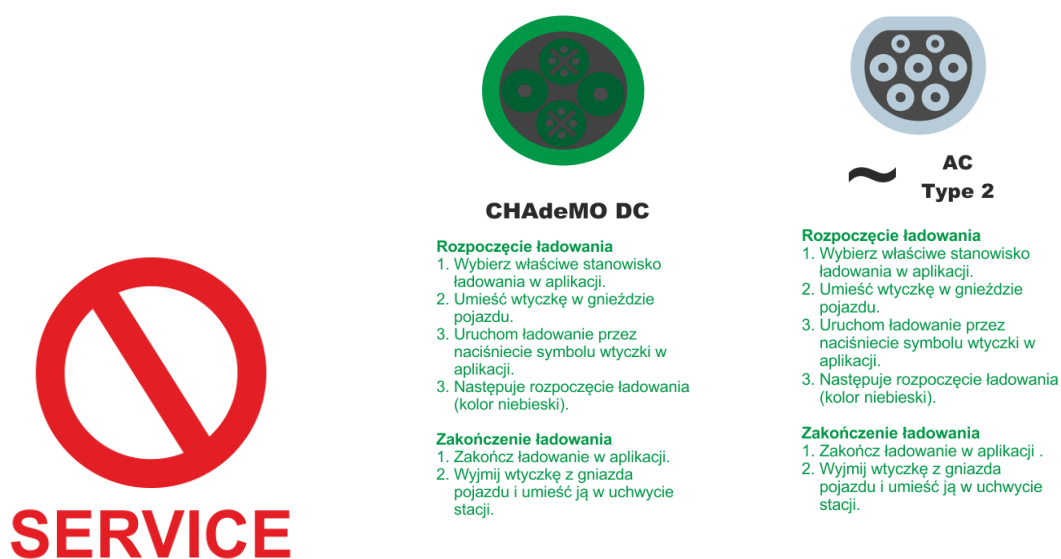 SERVICE
CHAdeMO DC
Rozpoczęcie ładowania
1. Wybierz właściwe stanowisko
ładowania w aplikacji.
2. Umieść wtyczkę w gnieździe
pojazdu.
3. Uruchom ładowanie przez
naciśniecie symbolu wtyczki w
aplikacji.
3. Następuje rozpoczęcie ładowania
(kolor niebieski).
Zakończenie ładowania
1. Zakończ ładowanie w aplikacji.
2. Wyjmij wtyczkę z gniazda
pojazdu i umieść ją w uchwycie
stacji.
~ AC
Type 2
Rozpoczęcie ładowania
1. Wybierz właściwe stanowisko
ładowania w aplikacji.
2. Umieść wtyczkę w gnieździe
pojazdu.
3. Uruchom ładowanie przez
naciśniecie symbolu wtyczki w
aplikacji.
3. Następuje rozpoczęcie ładowania
(kolor niebieski).
Zakończenie ładowania
1. Zakończ ładowanie w aplikacji .
2. Wyjmij wtyczkę z gniazda
pojazdu i umieść ją w uchwycie
stacji.